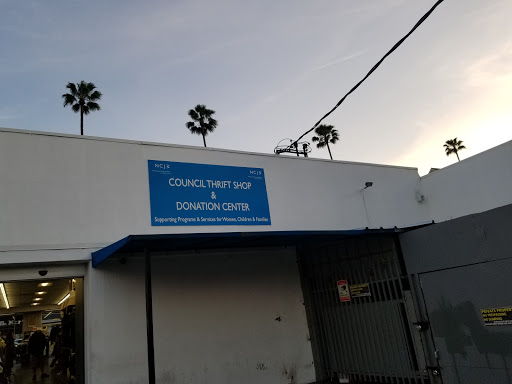 NCJW
NCJW
COUNCIL THRIFT SHOP
&
DONATION CENTER
Supporting Programs & Services for Women, Children & Families